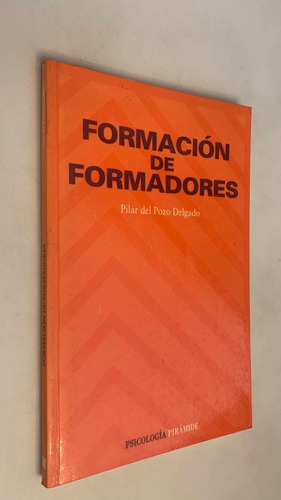 FORMACIÓN
DE
FORMADORES
Pilar del Pozo Delgado
PSICOLOGÍA PIRÁMIDE